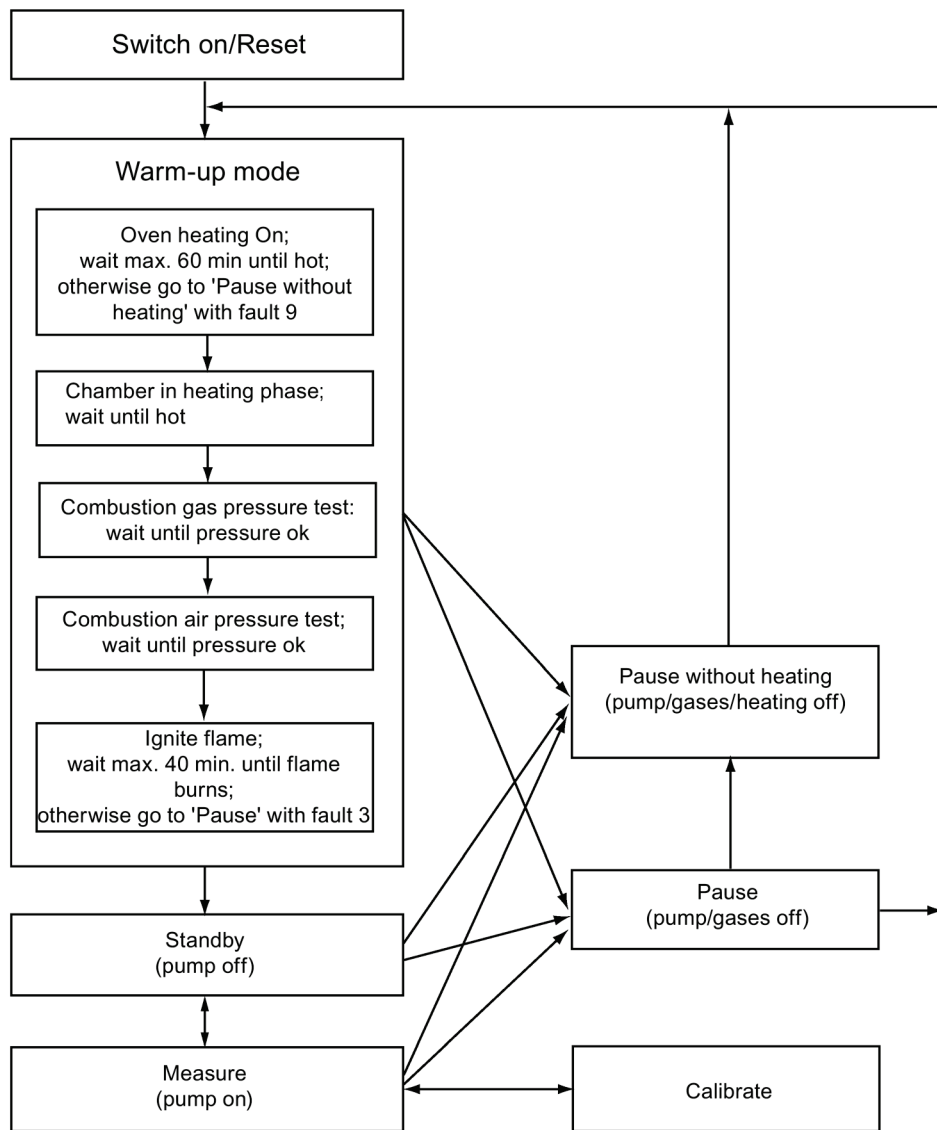 Switch on/Reset
Warm-up mode
Oven heating On;
wait max. 60 min until hot;
otherwise go to 'Pause without
heating' with fault 9
Chamber in heating phase;
wait until hot
Combustion gas pressure test:
wait until pressure ok
Combustion air pressure test;
wait until pressure ok
Ignite flame;
wait max. 40 min. until flame
burns;
otherwise go to 'Pause' with fault 3
Pause without heating
(pump/gases/heating off)
Pause
(pump/gases off)
Standby
(pump off)
Measure
(pump on)
Calibrate